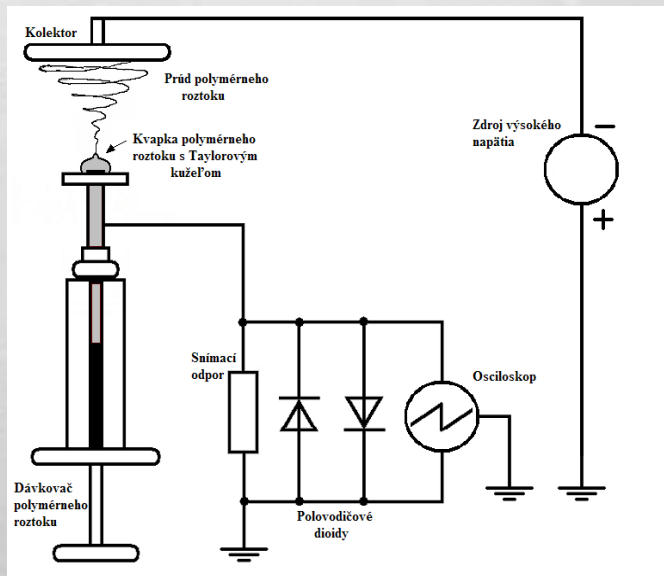 Kolektor
Prúd polymérneho
roztoku
Kvapka polymérneho
roztoku s Taylorovým
kužeľom
Zdroj výsokého
napätia
−
+
Snímací
odpor
Osciloskop
Dávkovač
polymérneho
roztoku
Polovodičové
dioidy